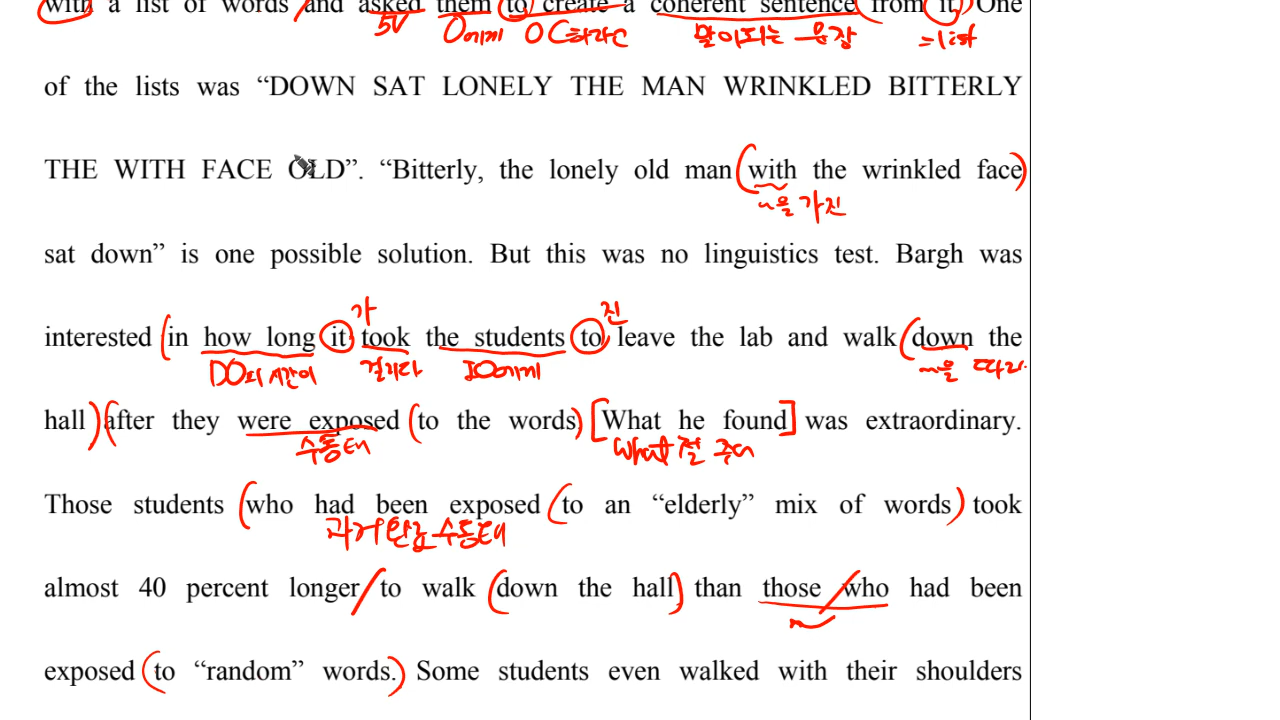 with a list of words and asked them to create a coherent sentence from it. One
5V O에게 OC하라C 말이되는 문장 =list
of the lists was “DOWN SAT LONELY THE MAN WRINKLED BITTERLY
THE WITH FACE OLD”. “Bitterly, the lonely old man (with the wrinkled face)
~을 가진
sat down” is one possible solution. But this was no linguistics test. Bargh was
가 진
interested (in how long it took the students to leave the lab and walk (down the
DO의 시간이 걸리다 IO에게 ~을 따라
hall) (after they were exposed (to the words) [What he found] was extraordinary.
수동태 What절 주어
Those students (who had been exposed (to an “elderly” mix of words) took
과거완료수동태
almost 40 percent longer / to walk (down the hall) than those / who had been
exposed (to “random” words.) Some students even walked with their shoulders